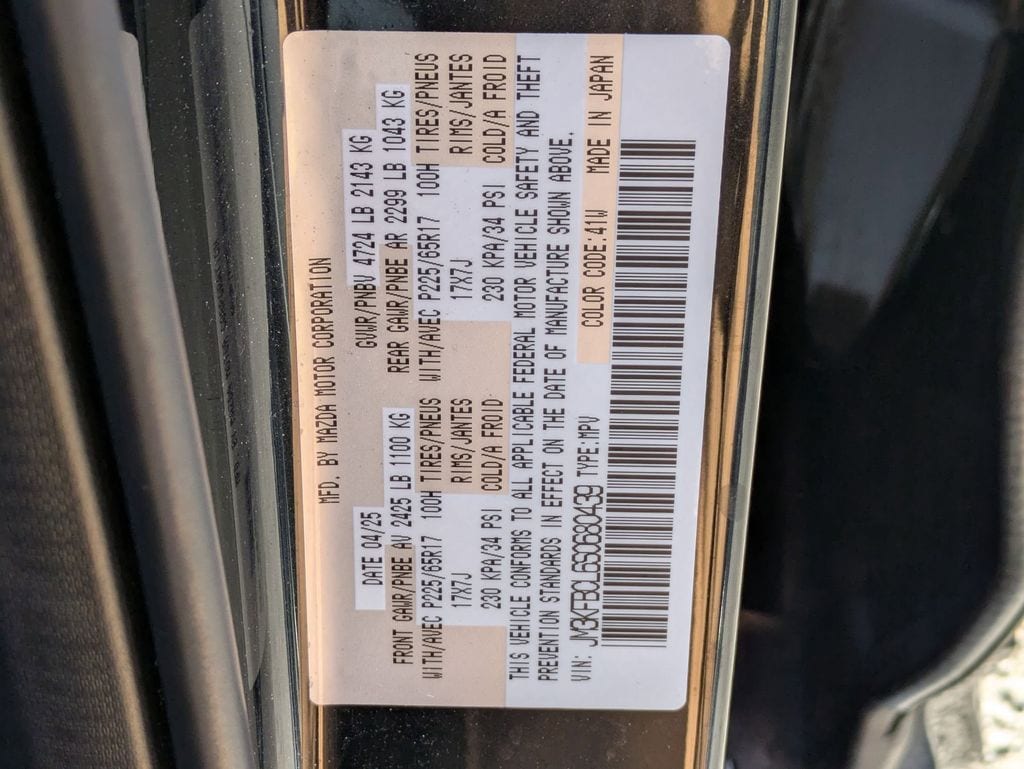 MFD. BY MAZDA MOTOR CORPORATION
DATE 04/25 GVWR/PNBV 4724 LB 2143 KG
FRONT GAWR/PNBE AV 2425 LB 1100 KG REAR GAWR/PNBE AR 2299 LB 1043 KG
WITH/AVEC P225/65R17 100H TIRES/PNEUS WITH/AVEC P225/65R17 100H TIRES/PNEUS
17X7J RIMS/JANTES 17X7J RIMS/JANTES
230 KPA/34 PSI COLD/A FROID 230 KPA/34 PSI COLD/A FROID
THIS VEHICLE CONFORMS TO ALL APPLICABLE FEDERAL MOTOR VEHICLE SAFETY AND THEFT
PREVENTION STANDARDS IN EFFECT ON THE DATE OF MANUFACTURE SHOWN ABOVE.
VIN: JM3KFBCL6S0680439 TYPE:MPV COLOR CODE:41W MADE IN JAPAN